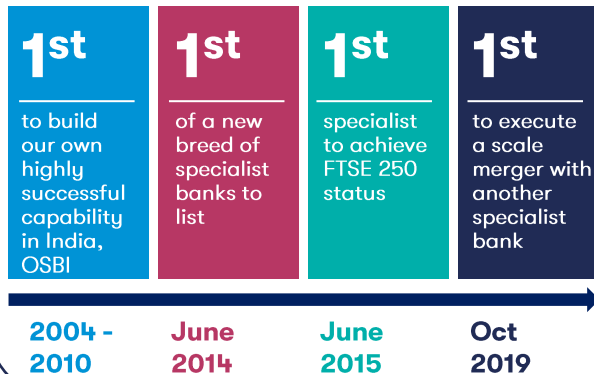 1st
to build
our own
highly
successful
capability
in India,
OSBI
1st
of a new
breed of
specialist
banks to
list
1st
specialist
to achieve
FTSE 250
status
1st
to execute
a scale
merger with
another
specialist
bank
2004 -
2010
June
2014
June
2015
Oct
2019